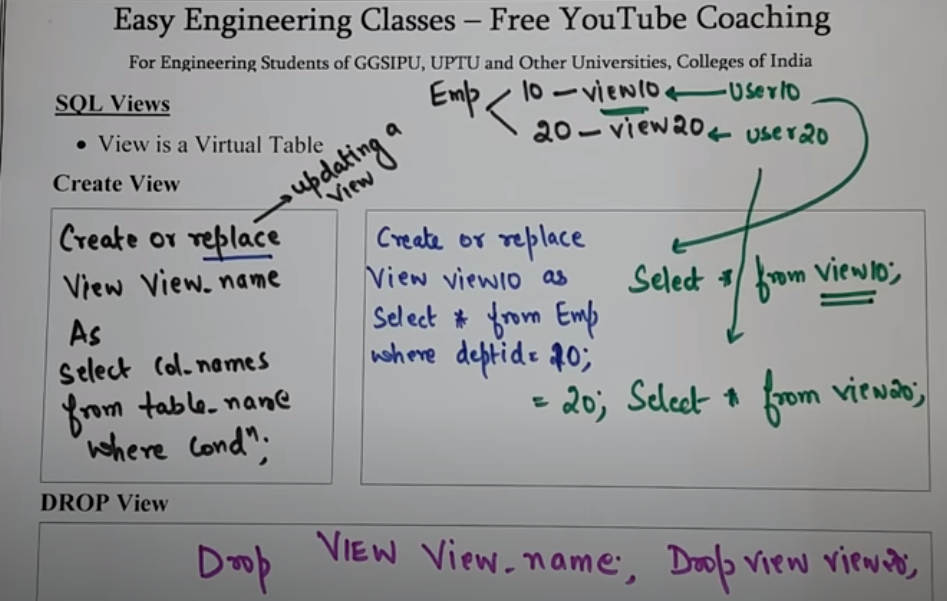 Easy Engineering Classes – Free YouTube Coaching
For Engineering Students of GGSIPU, UPTU and Other Universities, Colleges of India
SQL Views
Emp
10 – view10 ← User10
20 – view20 ← user20
• View is a Virtual Table
updating a
view
Create View
Create or replace
View View_name
As
Select Col_names
from table_name
where Condn;
Create or replace
View view10 as
Select * from Emp
where deptid = 10;
= 20;
Select * from view10;
Select * from view20;
DROP View
Drop VIEW View_name; Drop view